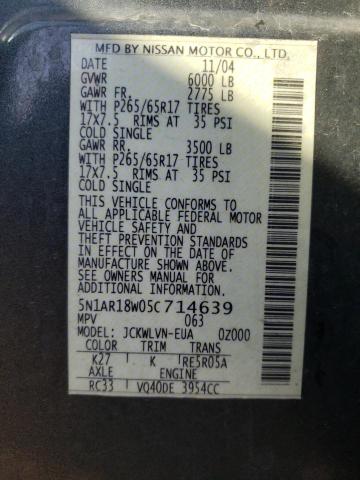 MFD BY NISSAN MOTOR CO., LTD.
DATE 11/04
GVWR 6000 LB
GAWR FR. 2775 LB
WITH P265/65R17 TIRES
17X7.5 RIMS AT 35 PSI
COLD SINGLE
GAWR RR. 3500 LB
WITH P265/65R17 TIRES
17X7.5 RIMS AT 35 PSI
COLD SINGLE
THIS VEHICLE CONFORMS TO
ALL APPLICABLE FEDERAL MOTOR
VEHICLE SAFETY AND
THEFT PREVENTION STANDARDS
IN EFFECT ON THE DATE OF
MANUFACTURE SHOWN ABOVE.
SEE OWNERS MANUAL FOR
ADDITIONAL INFORMATION
5N1AR18W05C714639
MPV 063
MODEL: JCKWLVN-EUA 0Z000
COLOR TRIM TRANS
K27 K RE5R05A
AXLE ENGINE
RC33 VQ40DE 3954CC